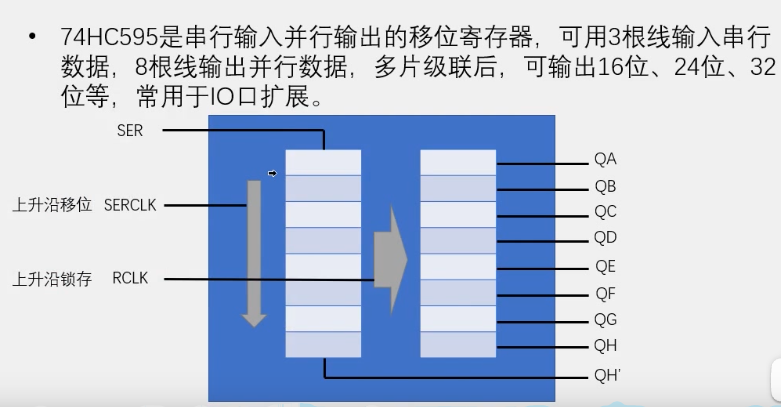 • 74HC595是串行输入并行输出的移位寄存器，可用3根线输入串行
数据，8根线输出并行数据，多片级联后，可输出16位、24位、32
位等，常用于IO口扩展。
SER
QA
QB
上升沿移位 SERCLK
QC
QD
QE
上升沿锁存 RCLK
QF
QG
QH
QH'